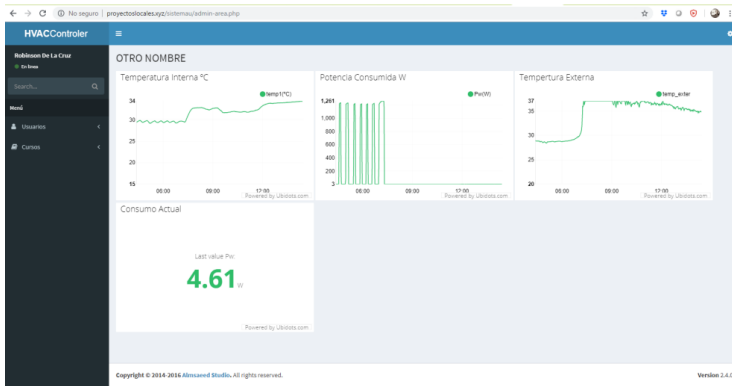 No seguro | proyectoslocales.xyz/sistemau/admin-area.php
HVACControler
Robinson De La Cruz
En línea
OTRO NOMBRE
Search...
Menú
Usuarios
Cursos
Temperatura Interna ºC
temp1(°C)
34
30
25
20
15
06:00 09:00 12:00
Powered by Ubidots.com
Potencia Consumida W
Pw(W)
1,261
1,000
800
600
400
200
3
06:00 09:00 12:00
Powered by Ubidots.com
Tempertura Externa
temp_exter
37
35
30
25
20
06:00 09:00 12:00
Powered by Ubidots.com
Consumo Actual
Last value Pw:
4.61 W
Powered by Ubidots.com
Copyright © 2014-2016 Almsaeed Studio. All rights reserved.
Version 2.4.0